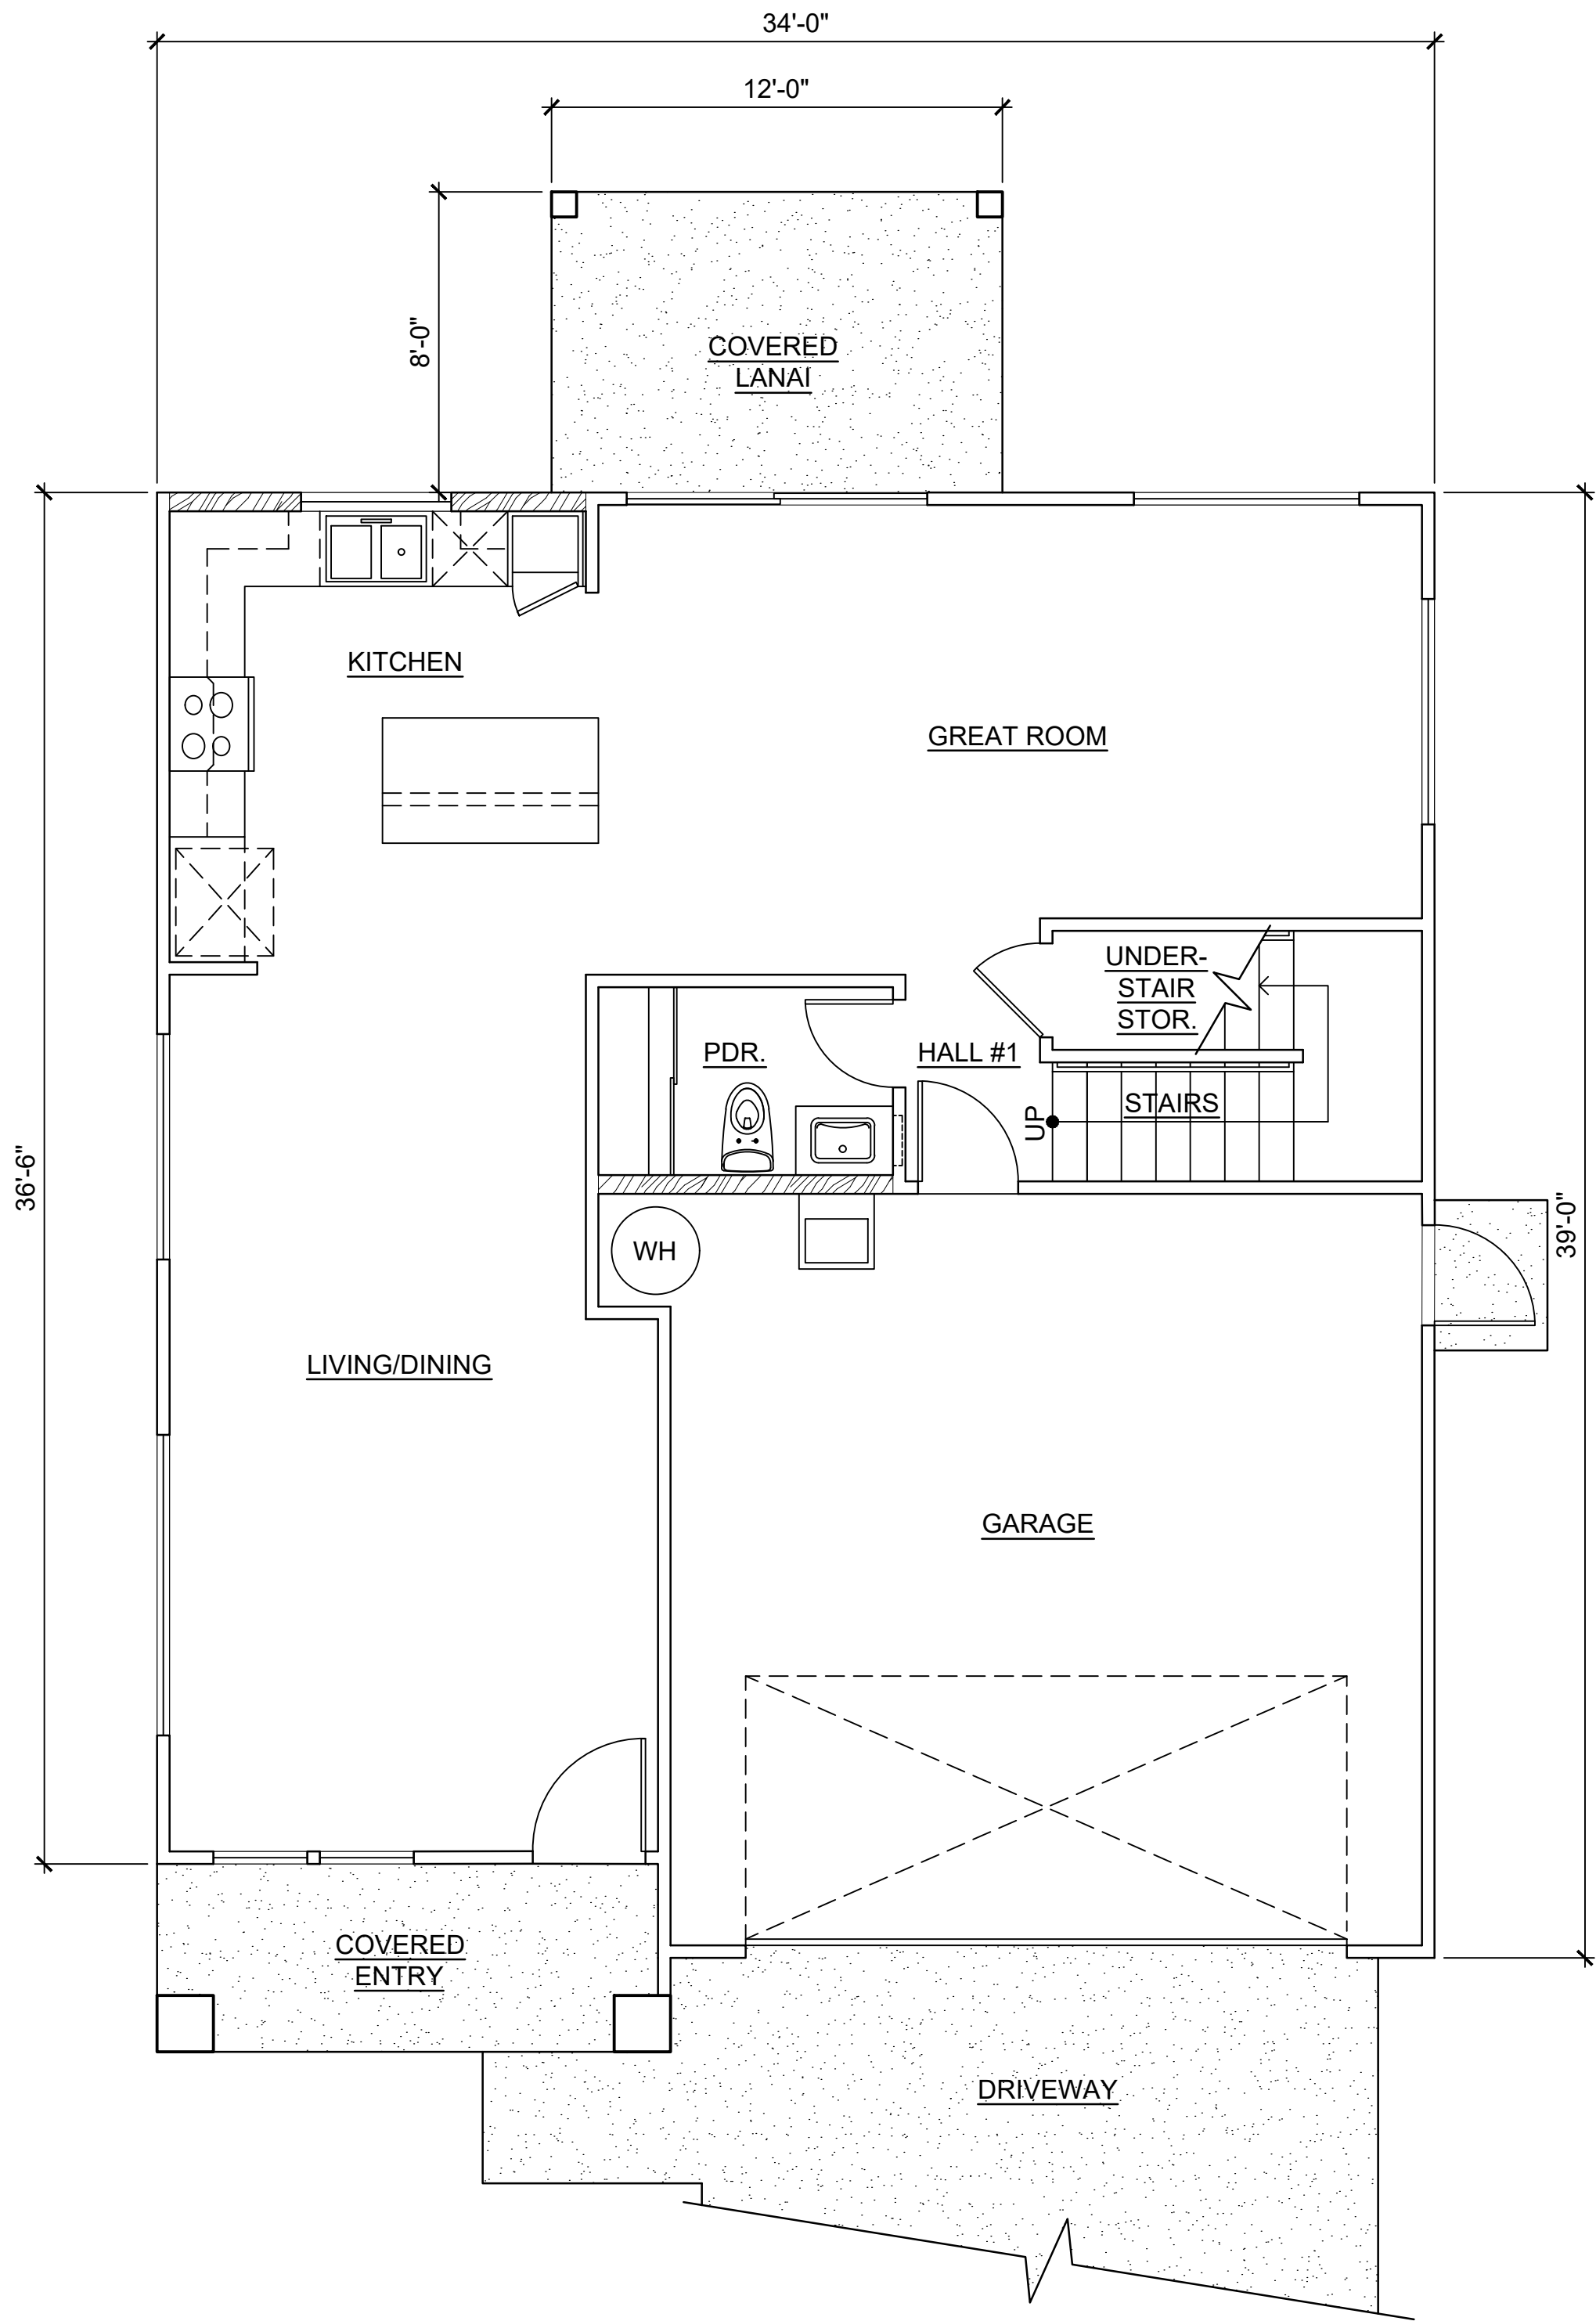 34'-0"
12'-0"
8'-0"
COVERED
LANAI
KITCHEN
GREAT ROOM
UNDER-
STAIR
STOR.
PDR.
HALL #1
STAIRS
UP
36'-6"
39'-0"
WH
LIVING/DINING
GARAGE
COVERED
ENTRY
DRIVEWAY